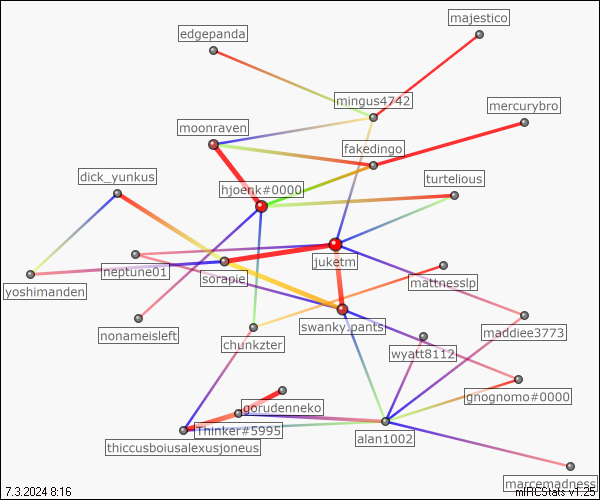 majestico
edgepanda
mingus4742
mercurybro
moonraven
fakedingo
dick_yunkus
turtelious
hjoenk#0000
juketm
neptune01
sorapie
mattnesslp
yoshimanden
swanky.pants
nonameisleft
maddiee3773
chunkzter
wyatt8112
gnognomo#0000
gorudenneko
Thinker#5995
alan1002
thiccusboiusalexusjoneus
marcemadness
7.3.2024 8:16
mIRCStats v1.25